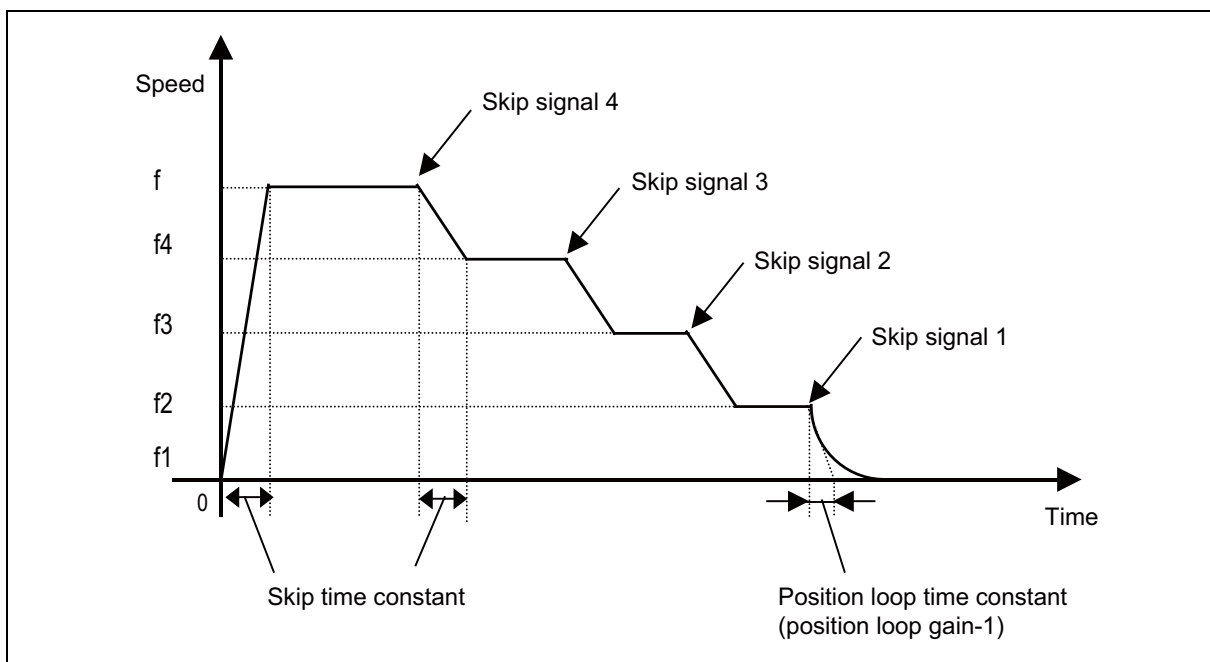 Speed
Skip signal 4
f
Skip signal 3
f4
Skip signal 2
f3
Skip signal 1
f2
f1
0
Time
Skip time constant
Position loop time constant
(position loop gain-1)